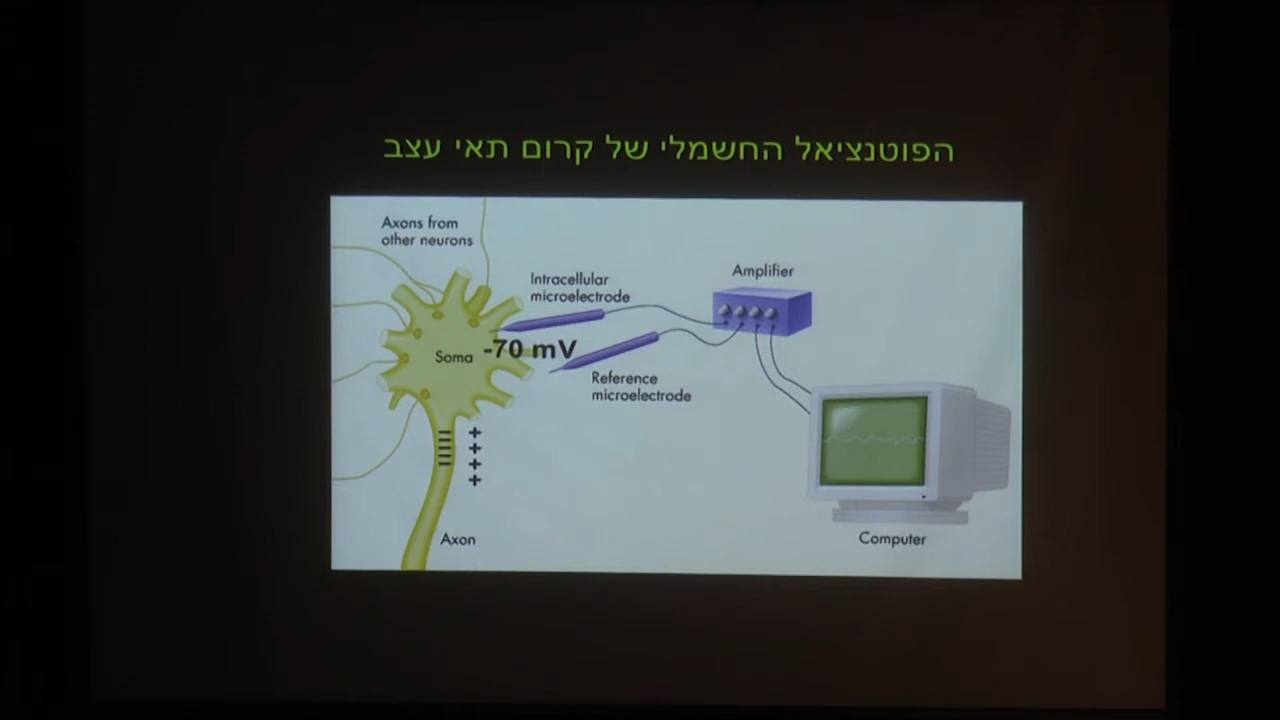 הפוטנציאל החשמלי של קרום תאי עצב
Axons from
other neurons
Intracellular
microelectrode
Amplifier
Soma
-70 mV
Reference
microelectrode
+
+
+
+
Axon
Computer